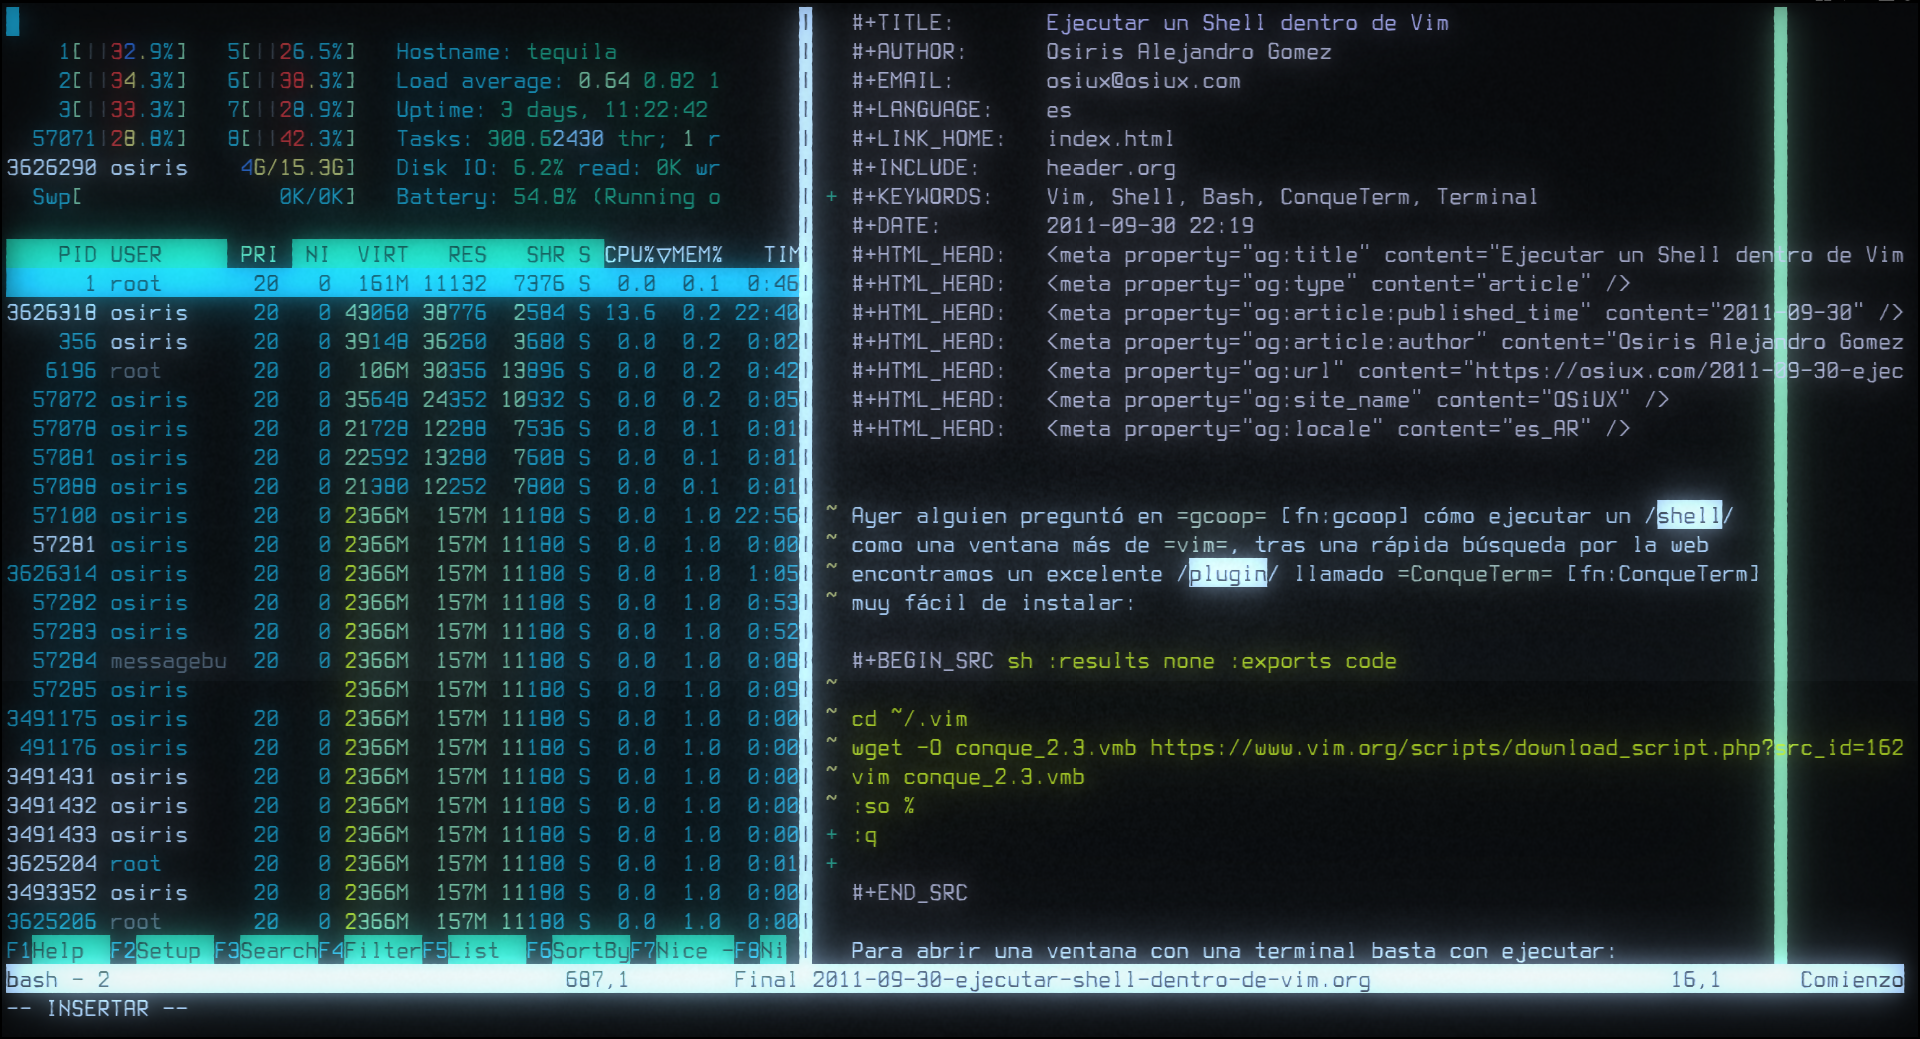 1[||32.9%] 5[||26.5%] Hostname: tequila
2[||34.3%] 6[||38.3%] Load average: 0.64 0.82 1
3[||33.3%] 7[||28.9%] Uptime: 3 days, 11:22:42
57071|28.8%] 8[||42.3%] Tasks: 308.62430 thr; 1 r
3626290 osiris 4G/15.3G] Disk IO: 6.2% read: 0K wr
Swp[ 0K/0K] Battery: 54.8% (Running o
PID USER PRI NI VIRT RES SHR S CPU%▽MEM% TIM
1 root 20 0 161M 11132 7376 S 0.0 0.1 0:46
3626318 osiris 20 0 43060 38776 2584 S 13.6 0.2 22:40
356 osiris 20 0 39148 36260 3680 S 0.0 0.2 0:02
6196 root 20 0 106M 30356 13896 S 0.0 0.2 0:42
57072 osiris 20 0 35648 24352 10932 S 0.0 0.2 0:05
57078 osiris 20 0 21728 12288 7536 S 0.0 0.1 0:01
57081 osiris 20 0 22592 13280 7608 S 0.0 0.1 0:01
57088 osiris 20 0 21380 12252 7800 S 0.0 0.1 0:01
57100 osiris 20 0 2366M 157M 11180 S 0.0 1.0 22:56
57281 osiris 20 0 2366M 157M 11180 S 0.0 1.0 0:00
3626314 osiris 20 0 2366M 157M 11180 S 0.0 1.0 1:05
57282 osiris 20 0 2366M 157M 11180 S 0.0 1.0 0:53
57283 osiris 20 0 2366M 157M 11180 S 0.0 1.0 0:52
57284 messagebu 20 0 2366M 157M 11180 S 0.0 1.0 0:08
57285 osiris 2366M 157M 11180 S 0.0 1.0 0:09
3491175 osiris 20 0 2366M 157M 11180 S 0.0 1.0 0:00
491176 osiris 20 0 2366M 157M 11180 S 0.0 1.0 0:00
3491431 osiris 20 0 2366M 157M 11180 S 0.0 1.0 0:00
3491432 osiris 20 0 2366M 157M 11180 S 0.0 1.0 0:00
3491433 osiris 20 0 2366M 157M 11180 S 0.0 1.0 0:00
3625204 root 20 0 2366M 157M 11180 S 0.0 1.0 0:01
3493352 osiris 20 0 2366M 157M 11180 S 0.0 1.0 0:00
3625206 root 20 0 2366M 157M 11180 S 0.0 1.0 0:00
F1Help F2Setup F3SearchF4FilterF5List F6SortByF7Nice -F8Ni
#+TITLE: Ejecutar un Shell dentro de Vim
#+AUTHOR: Osiris Alejandro Gomez
#+EMAIL: osiux@osiux.com
#+LANGUAGE: es
#+LINK_HOME: index.html
#+INCLUDE: header.org
+ #+KEYWORDS: Vim, Shell, Bash, ConqueTerm, Terminal
#+DATE: 2011-09-30 22:19
#+HTML_HEAD: <meta property="og:title" content="Ejecutar un Shell dentro de Vim
#+HTML_HEAD: <meta property="og:type" content="article" />
#+HTML_HEAD: <meta property="og:article:published_time" content="2011-09-30" />
#+HTML_HEAD: <meta property="og:article:author" content="Osiris Alejandro Gomez
#+HTML_HEAD: <meta property="og:url" content="https://osiux.com/2011-09-30-ejec
#+HTML_HEAD: <meta property="og:site_name" content="OSiUX" />
#+HTML_HEAD: <meta property="og:locale" content="es_AR" />
~ Ayer alguien preguntó en =gcoop= [fn:gcoop] cómo ejecutar un /shell/
~ como una ventana más de =vim=, tras una rápida búsqueda por la web
~ encontramos un excelente /plugin/ llamado =ConqueTerm= [fn:ConqueTerm]
~ muy fácil de instalar:
#+BEGIN_SRC sh :results none :exports code
~
~ cd ~/.vim
~ wget -O conque_2.3.vmb https://www.vim.org/scripts/download_script.php?src_id=162
~ vim conque_2.3.vmb
~ :so %
+ :q
+
#+END_SRC
Para abrir una ventana con una terminal basta con ejecutar:
bash - 2 687,1 Final 2011-09-30-ejecutar-shell-dentro-de-vim.org 16,1 Comienzo
-- INSERTAR --